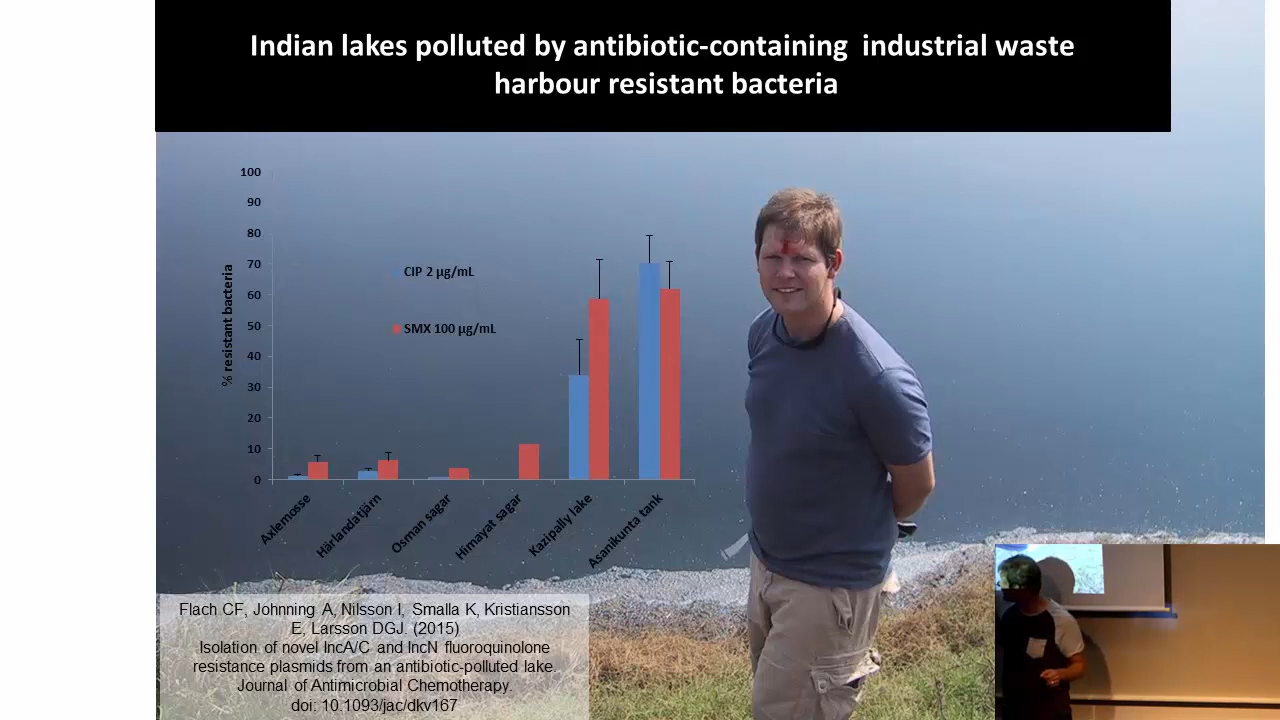 Indian lakes polluted by antibiotic-containing industrial waste
harbour resistant bacteria
100
90
80
70
60
50
40
30
20
10
0
% resistant bacteria
CIP 2 µg/mL
SMX 100 µg/mL
Axlemosse
Härlandatjärn
Osman sagar
Himayat sagar
Kazipally lake
Asanikunta tank
Flach CF, Johnning A, Nilsson I, Smalla K, Kristiansson
E, Larsson DGJ. (2015)
Isolation of novel IncA/C and IncN fluoroquinolone
resistance plasmids from an antibiotic-polluted lake.
Journal of Antimicrobial Chemotherapy.
doi: 10.1093/jac/dkv167